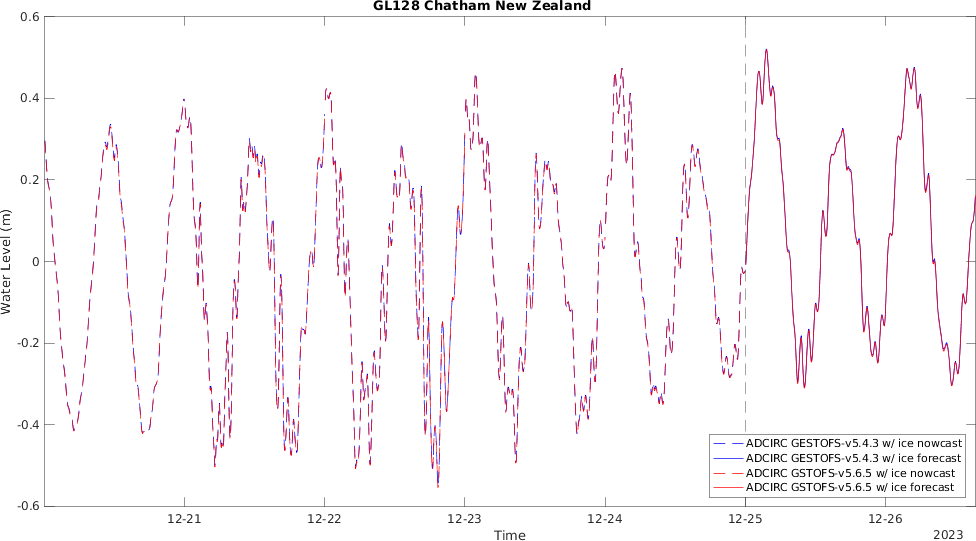 GL128 Chatham New Zealand
0.6
0.4
0.2
0
-0.2
-0.4
-0.6
Water Level (m)
ADCIRC GESTOFS-v5.4.3 w/ ice nowcast
ADCIRC GESTOFS-v5.4.3 w/ ice forecast
ADCIRC GSTOFS-v5.6.5 w/ ice nowcast
ADCIRC GSTOFS-v5.6.5 w/ ice forecast
12-21 12-22 12-23 12-24 12-25 12-26
Time
2023